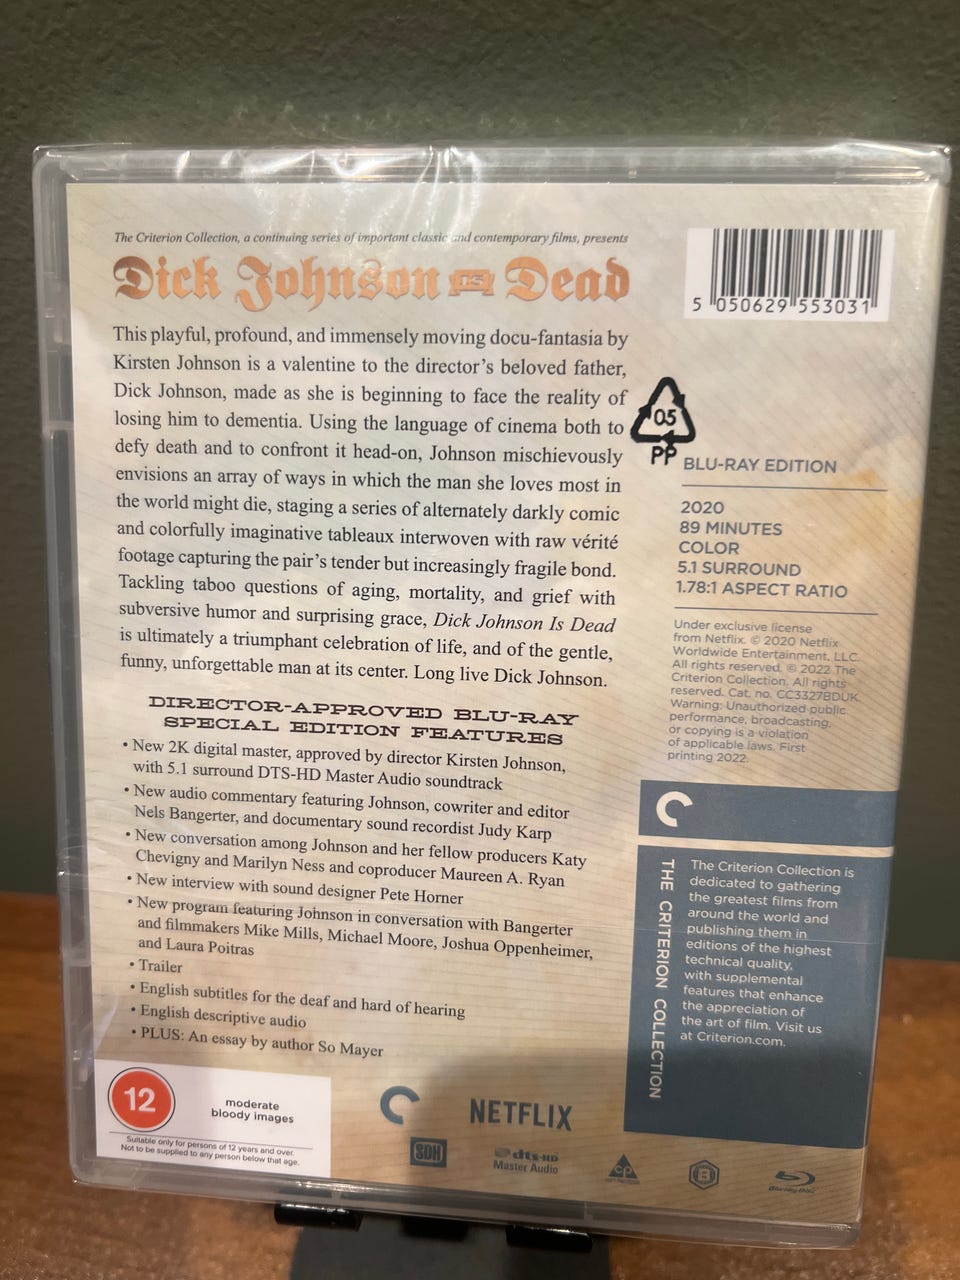 The Criterion Collection, a continuing series of important classic and contemporary films, presents
Dick Johnson IS Dead
This playful, profound, and immensely moving docu-fantasia by
Kirsten Johnson is a valentine to the director's beloved father,
Dick Johnson, made as she is beginning to face the reality of
losing him to dementia. Using the language of cinema both to
defy death and to confront it head-on, Johnson mischievously
envisions an array of ways in which the man she loves most in
the world might die, staging a series of alternately darkly comic
and colorfully imaginative tableaux interwoven with raw vérité
footage capturing the pair's tender but increasingly fragile bond.
Tackling taboo questions of aging, mortality, and grief with
subversive humor and surprising grace, Dick Johnson Is Dead
is ultimately a triumphant celebration of life, and of the gentle,
funny, unforgettable man at its center. Long live Dick Johnson.
DIRECTOR-APPROVED BLU-RAY
SPECIAL EDITION FEATURES
• New 2K digital master, approved by director Kirsten Johnson,
with 5.1 surround DTS-HD Master Audio soundtrack
• New audio commentary featuring Johnson, cowriter and editor
Nels Bangerter, and documentary sound recordist Judy Karp
• New conversation among Johnson and her fellow producers Katy
Chevigny and Marilyn Ness and coproducer Maureen A. Ryan
• New interview with sound designer Pete Horner
• New program featuring Johnson in conversation with Bangerter
and filmmakers Mike Mills, Michael Moore, Joshua Oppenheimer,
and Laura Poitras
• Trailer
• English subtitles for the deaf and hard of hearing
• English descriptive audio
• PLUS: An essay by author So Mayer
5 050629 553031
05
PP
BLU-RAY EDITION
2020
89 MINUTES
COLOR
5.1 SURROUND
1.78:1 ASPECT RATIO
Under exclusive license
from Netflix. © 2020 Netflix
Worldwide Entertainment, LLC.
All rights reserved. © 2022 The
Criterion Collection. All rights
reserved. Cat. no. CC3327BDUK.
Warning: Unauthorized public
performance, broadcasting,
or copying is a violation
of applicable laws. First
printing 2022.
THE CRITERION COLLECTION
The Criterion Collection is
dedicated to gathering
the greatest films from
around the world and
publishing them in
editions of the highest
technical quality,
with supplemental
features that enhance
the appreciation of
the art of film. Visit us
at Criterion.com.
12
moderate
bloody images
Suitable only for persons of 12 years and over.
Not to be supplied to any person below that age.
NETFLIX
SDH
dts-HD
Master Audio
B
Blu-ray Disc